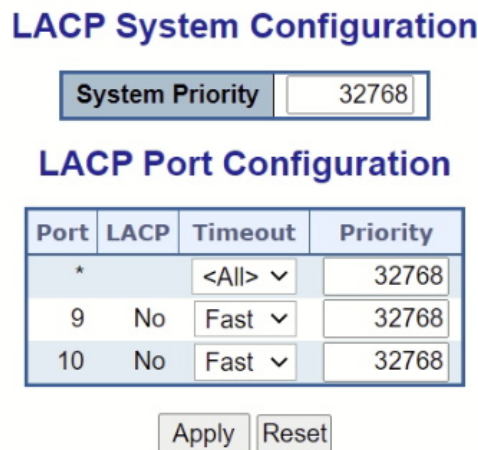 LACP System Configuration
System Priority 32768
LACP Port Configuration
Port LACP Timeout Priority
* <All> 32768
9 No Fast 32768
10 No Fast 32768
Apply Reset